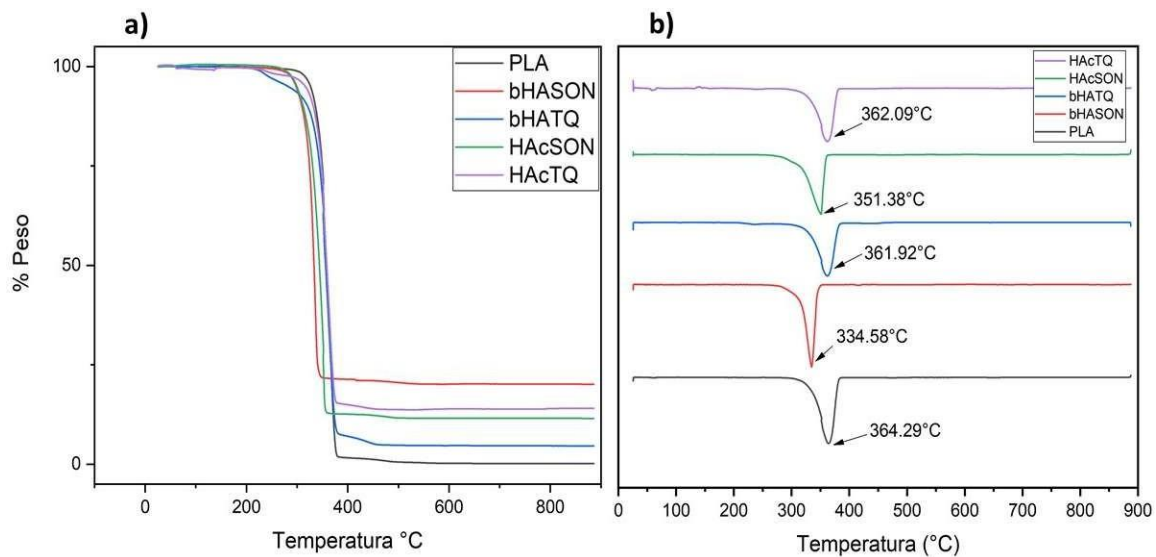 a)
% Peso
100
50
0
PLA
bHASON
bHATQ
HAcSON
HAcTQ
0 200 400 600 800
Temperatura °C
b)
HAcTQ
HAcSON
bHATQ
bHASON
PLA
362.09°C
351.38°C
361.92°C
334.58°C
364.29°C
0 100 200 300 400 500 600 700 800 900
Temperatura (°C)